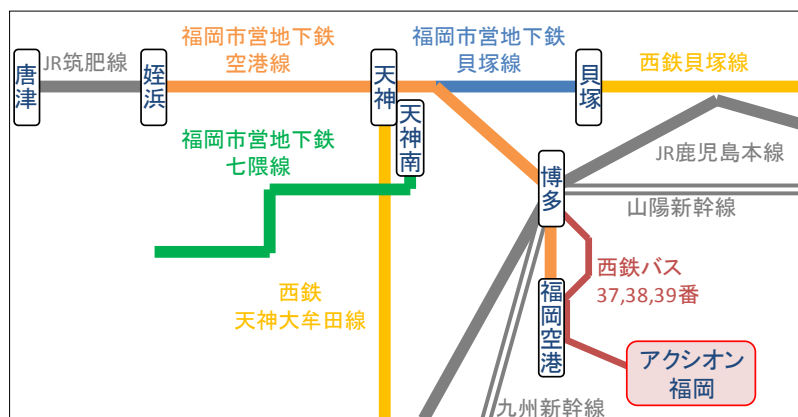 福岡市営地下鉄
空港線
福岡市営地下鉄
貝塚線
JR筑肥線
西鉄貝塚線
唐津
姪浜
天神
貝塚
天神南
福岡市営地下鉄
七隈線
JR鹿児島本線
博多
山陽新幹線
西鉄バス
37,38,39番
西鉄
天神大牟田線
福岡空港
アクシオン
福岡
九州新幹線